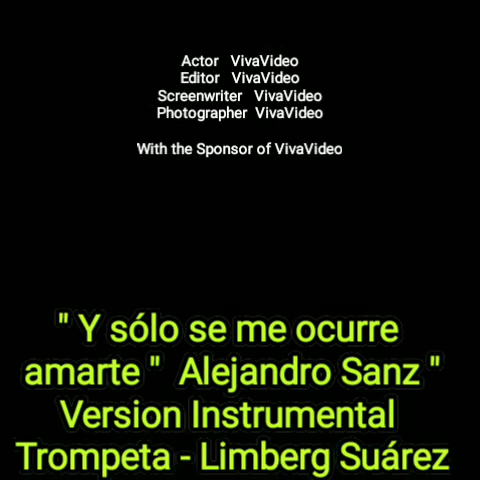 Actor VivaVideo
Editor VivaVideo
Screenwriter VivaVideo
Photographer VivaVideo
With the Sponsor of VivaVideo
" Y sólo se me ocurre
amarte " Alejandro Sanz "
Version Instrumental
Trompeta - Limberg Suárez